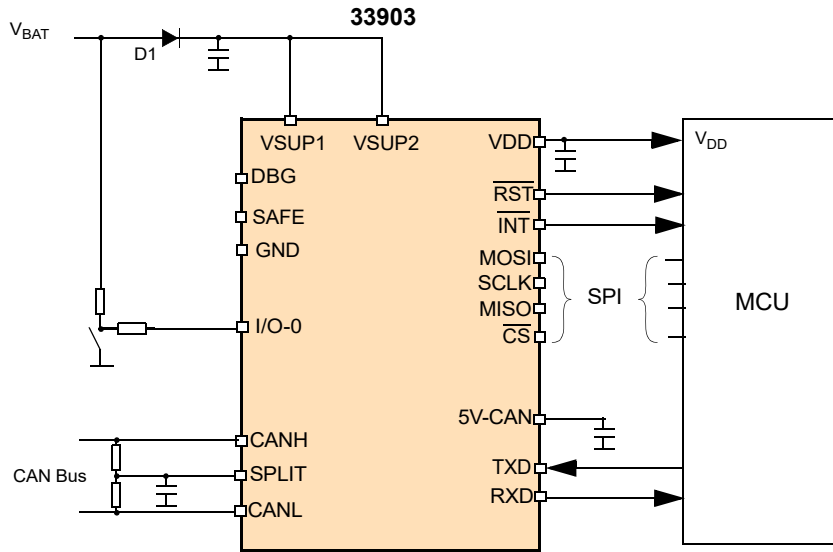 33903
VBAT
D1
VSUP1 VSUP2
VDD
VDD
DBG
RST
SAFE
INT
GND
MOSI
SCLK
SPI
MCU
MISO
CS
I/O-0
5V-CAN
CANH
CAN Bus
SPLIT
TXD
CANL
RXD